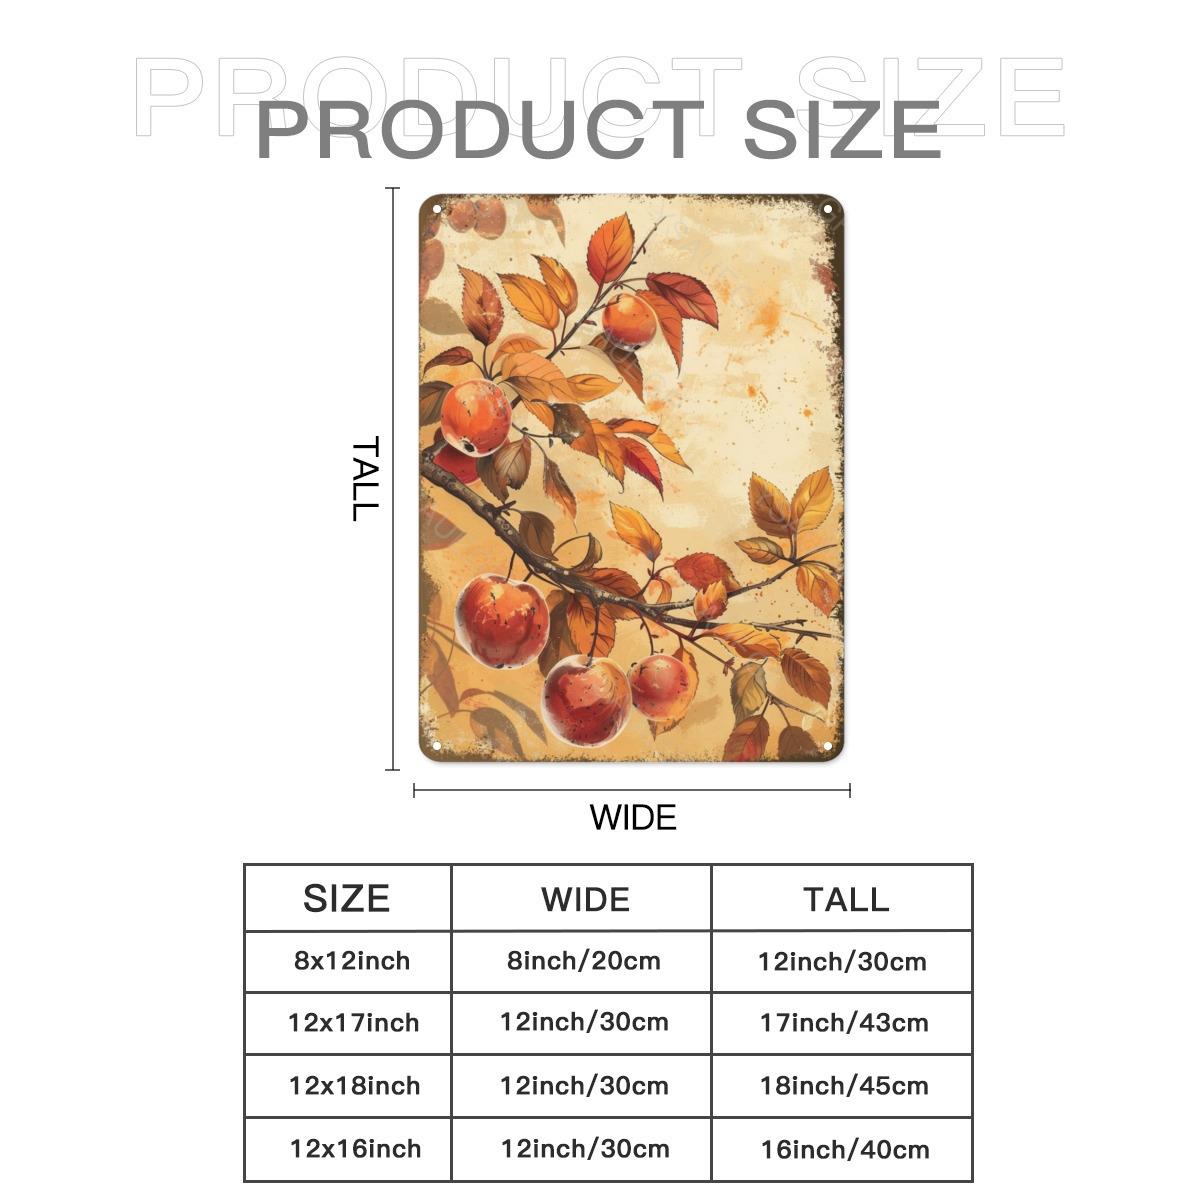 PRODUCT SIZE
PRODUCT SIZE
TALL
WIDE
SIZE WIDE TALL
8x12inch 8inch/20cm 12inch/30cm
12x17inch 12inch/30cm 17inch/43cm
12x18inch 12inch/30cm 18inch/45cm
12x16inch 12inch/30cm 16inch/40cm